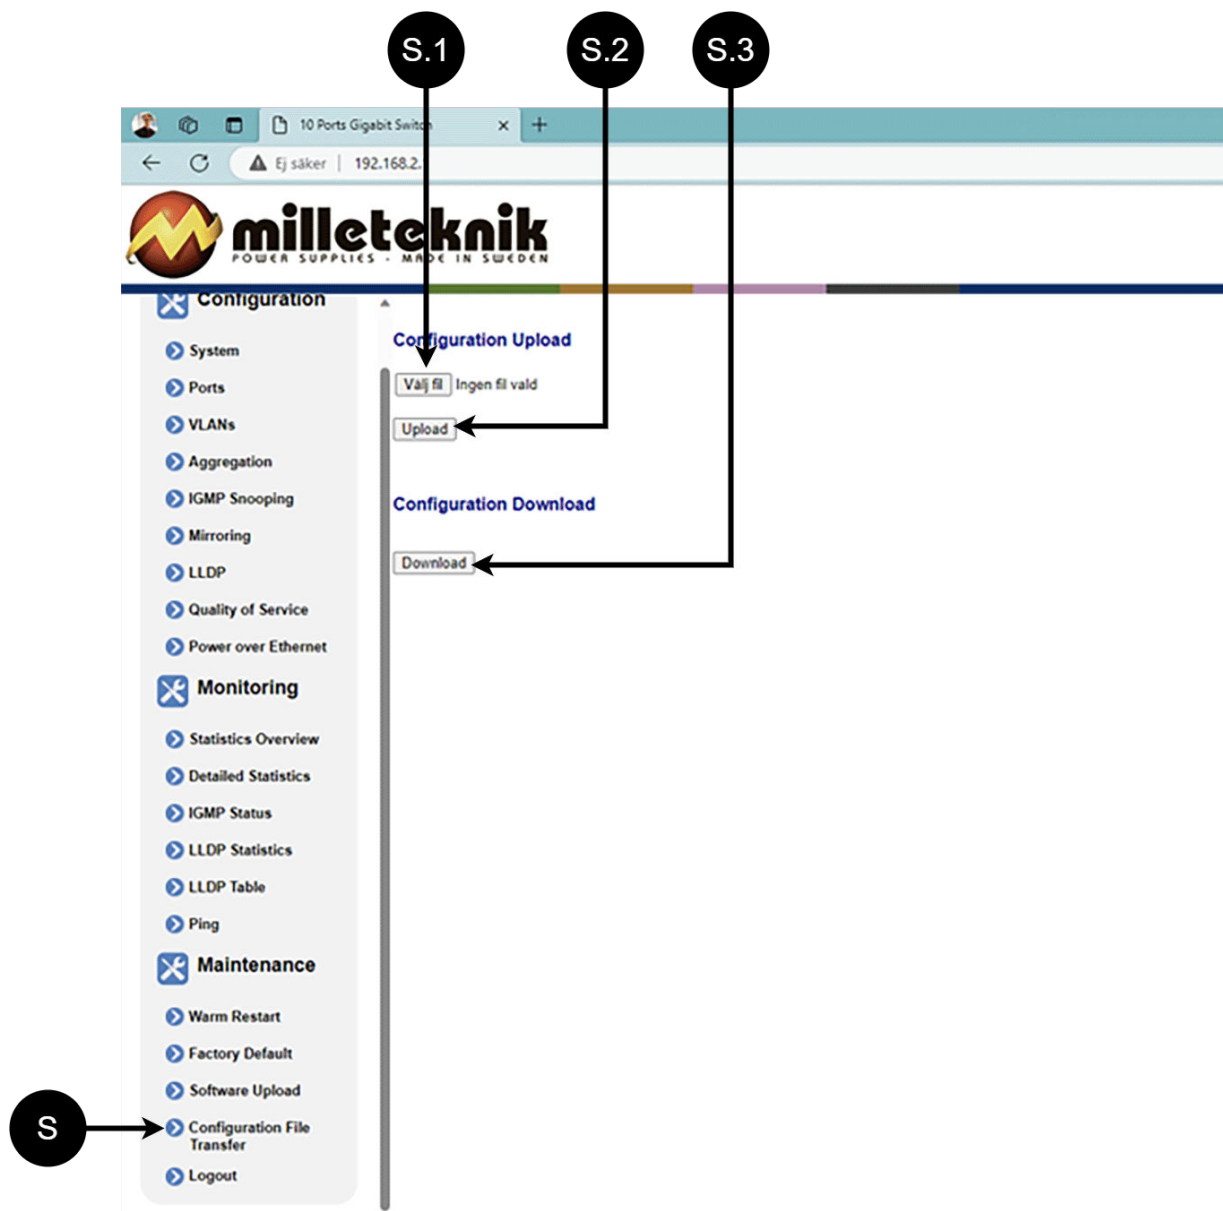 S.1 S.2 S.3
10 Ports Gigabit Switch
Ej säker 192.168.2.
milleteknik
POWER SUPPLIES - MADE IN SWEDEN
Configuration
System
Ports
VLANs
Aggregation
IGMP Snooping
Mirroring
LLDP
Quality of Service
Power over Ethernet
Monitoring
Statistics Overview
Detailed Statistics
IGMP Status
LLDP Statistics
LLDP Table
Ping
Maintenance
Warm Restart
Factory Default
Software Upload
S
Configuration File
Transfer
Logout
Configuration Upload
Välj fil Ingen fil vald
Upload
Configuration Download
Download